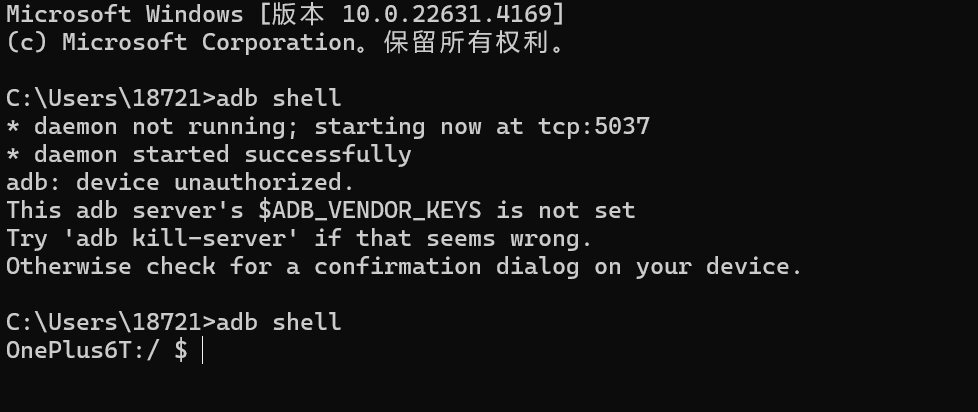 Microsoft Windows [版本 10.0.22631.4169]
(c) Microsoft Corporation。保留所有权利。
C:\Users\18721>adb shell
* daemon not running; starting now at tcp:5037
* daemon started successfully
adb: device unauthorized.
This adb server's $ADB_VENDOR_KEYS is not set
Try 'adb kill-server' if that seems wrong.
Otherwise check for a confirmation dialog on your device.
C:\Users\18721>adb shell
OnePlus6T:/ $